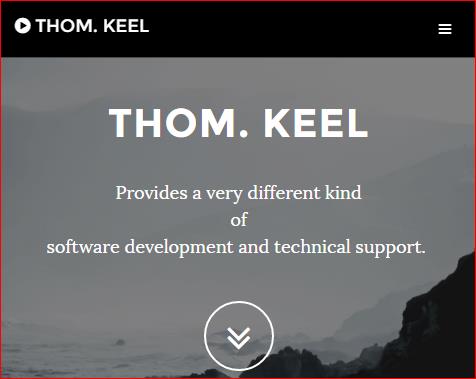 THOM. KEEL
THOM. KEEL
Provides a very different kind
of
software development and technical support.